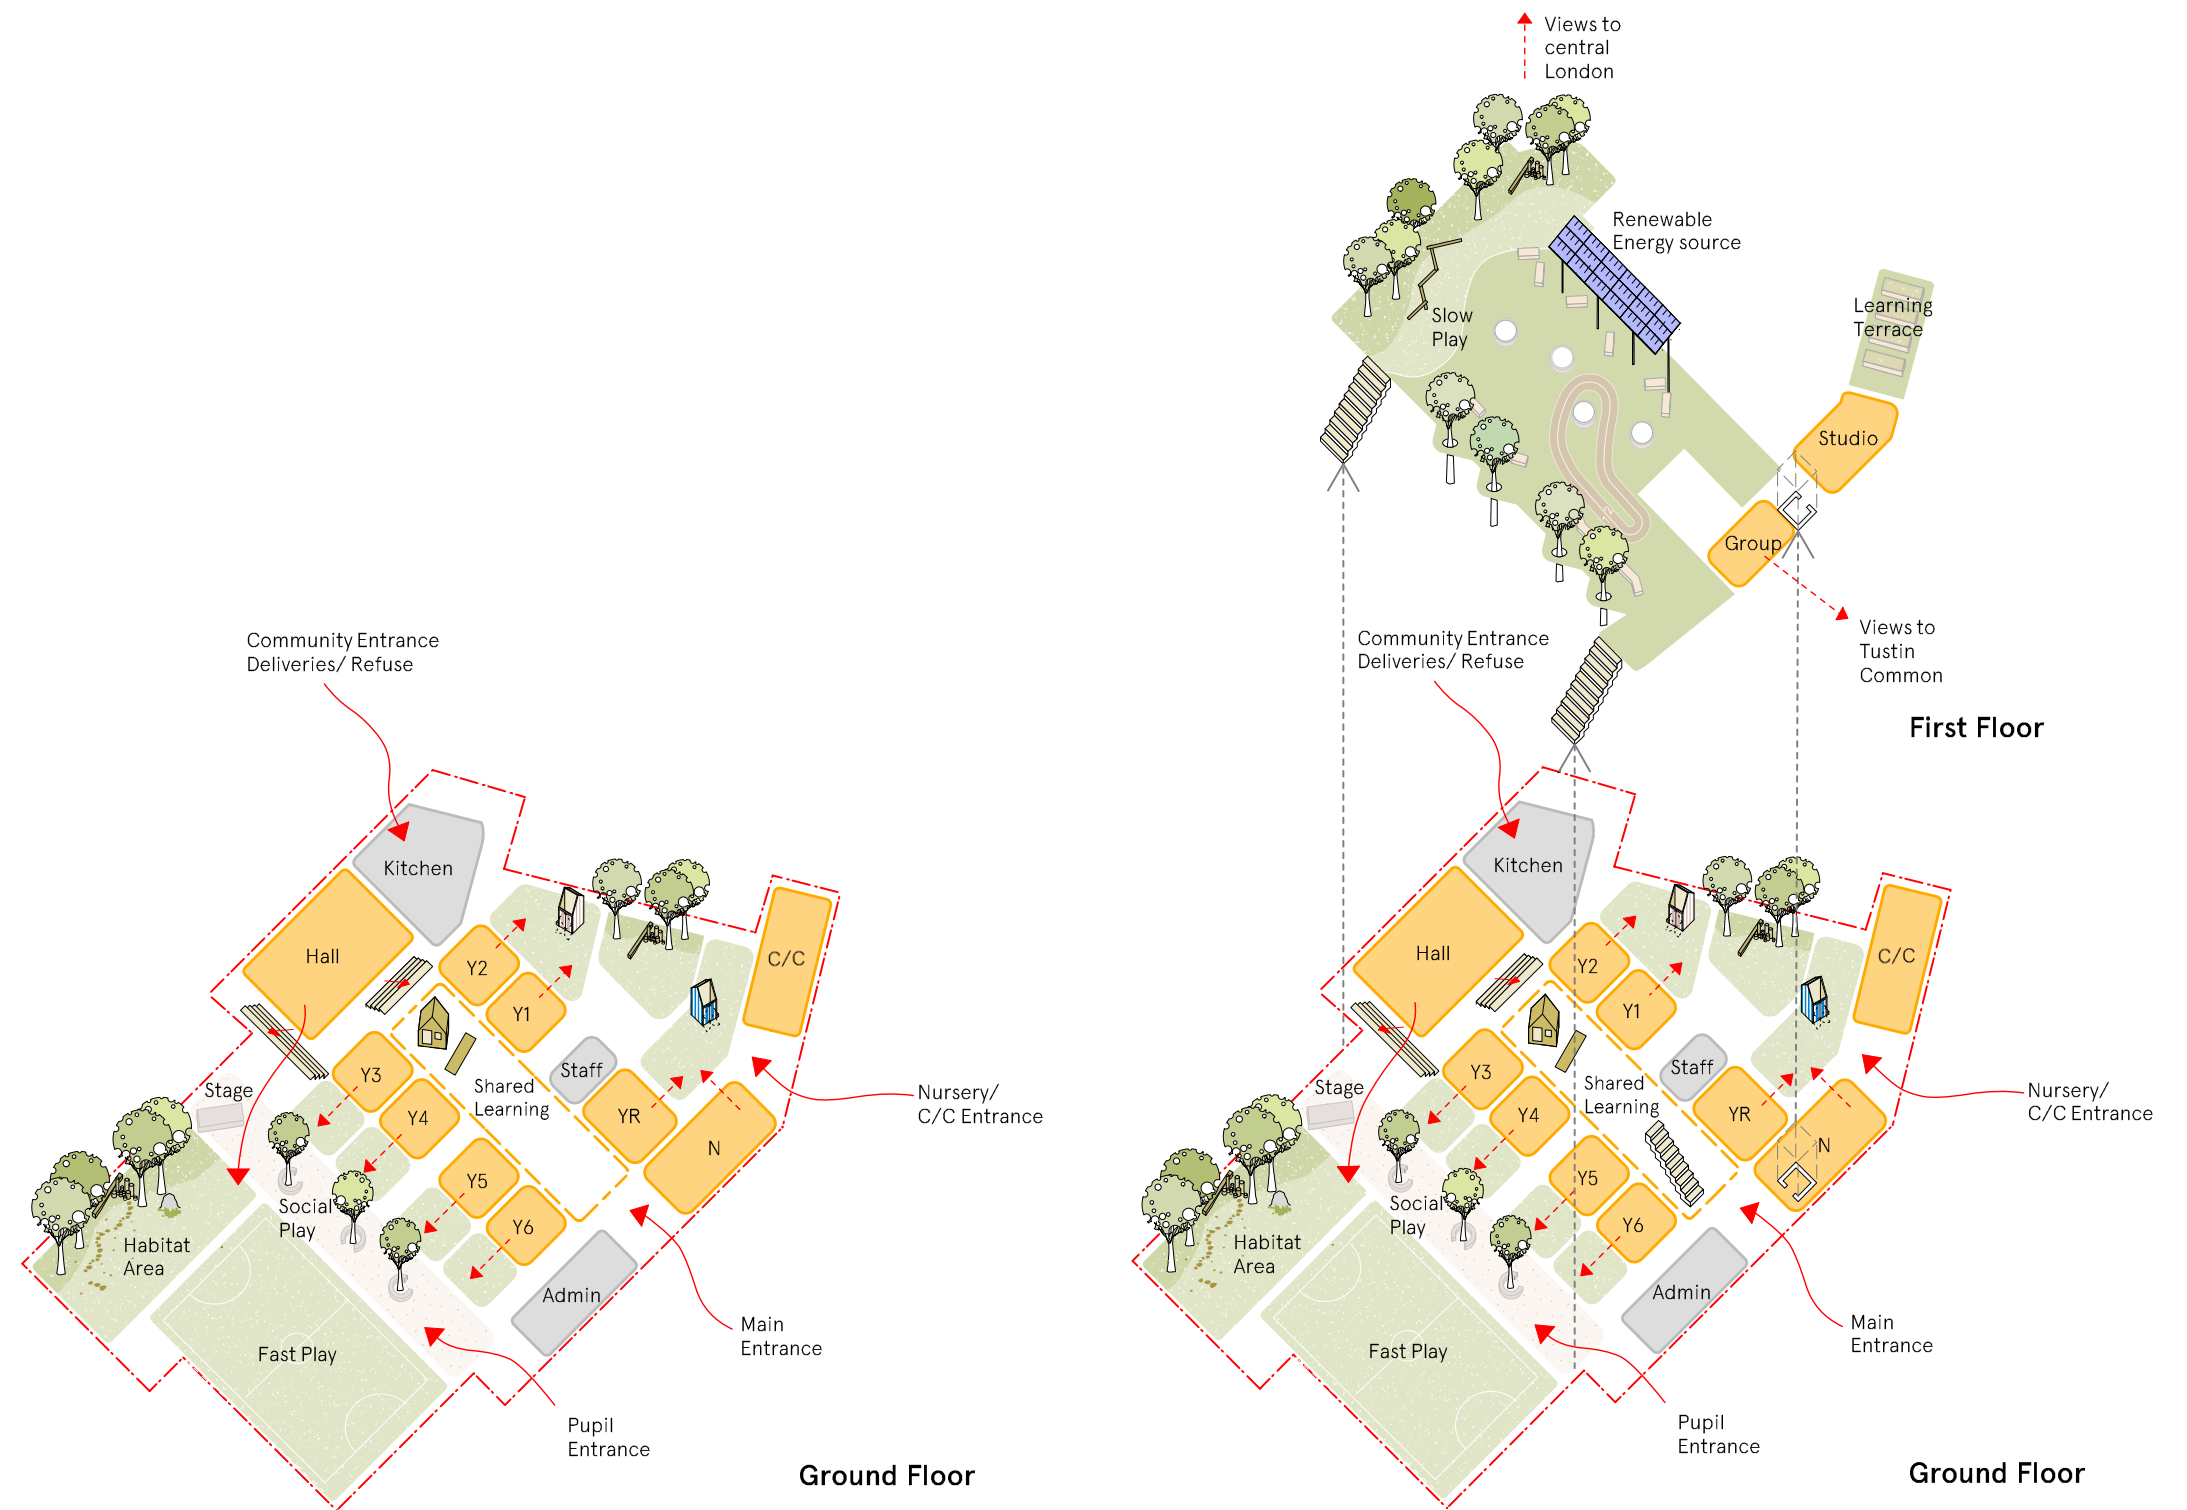 Community Entrance
Deliveries/ Refuse
Kitchen
Hall
Y2
Y1
C/C
Staff
Y3
Stage
Shared
Learning
Y4
YR
N
Nursery/
C/C Entrance
Y5
Social
Play
Y6
Habitat
Area
Admin
Fast Play
Main
Entrance
Pupil
Entrance
Ground Floor
Views to
central
London
Renewable
Energy source
Slow
Play
Learning
Terrace
Studio
Group
Views to
Tustin
Common
First Floor
Community Entrance
Deliveries/ Refuse
Kitchen
Hall
Y2
Y1
C/C
Staff
Y3
Stage
Shared
Learning
Y4
YR
N
Nursery/
C/C Entrance
Y5
Social
Play
Y6
Habitat
Area
Admin
Fast Play
Main
Entrance
Pupil
Entrance
Ground Floor